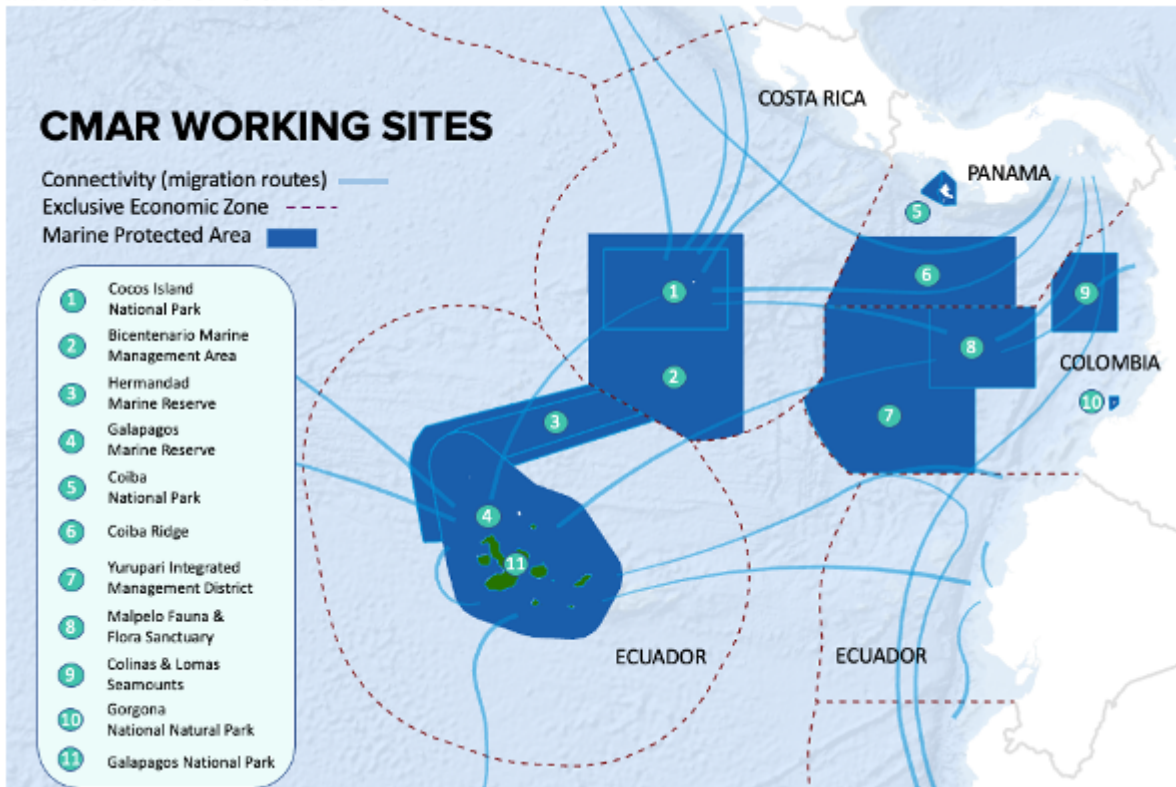 CMAR WORKING SITES
Connectivity (migration routes)
Exclusive Economic Zone
Marine Protected Area
1 Cocos Island
National Park
2 Bicentenario Marine
Management Area
3 Hermandad
Marine Reserve
4 Galapagos
Marine Reserve
5 Coiba
National Park
6 Coiba Ridge
7 Yurupari Integrated
Management District
8 Malpelo Fauna &
Flora Sanctuary
9 Colinas & Lomas
Seamounts
10 Gorgona
National Natural Park
11 Galapagos National Park
COSTA RICA
PANAMA
5
6
1
9
8
COLOMBIA
2
10
7
3
4
11
ECUADOR
ECUADOR